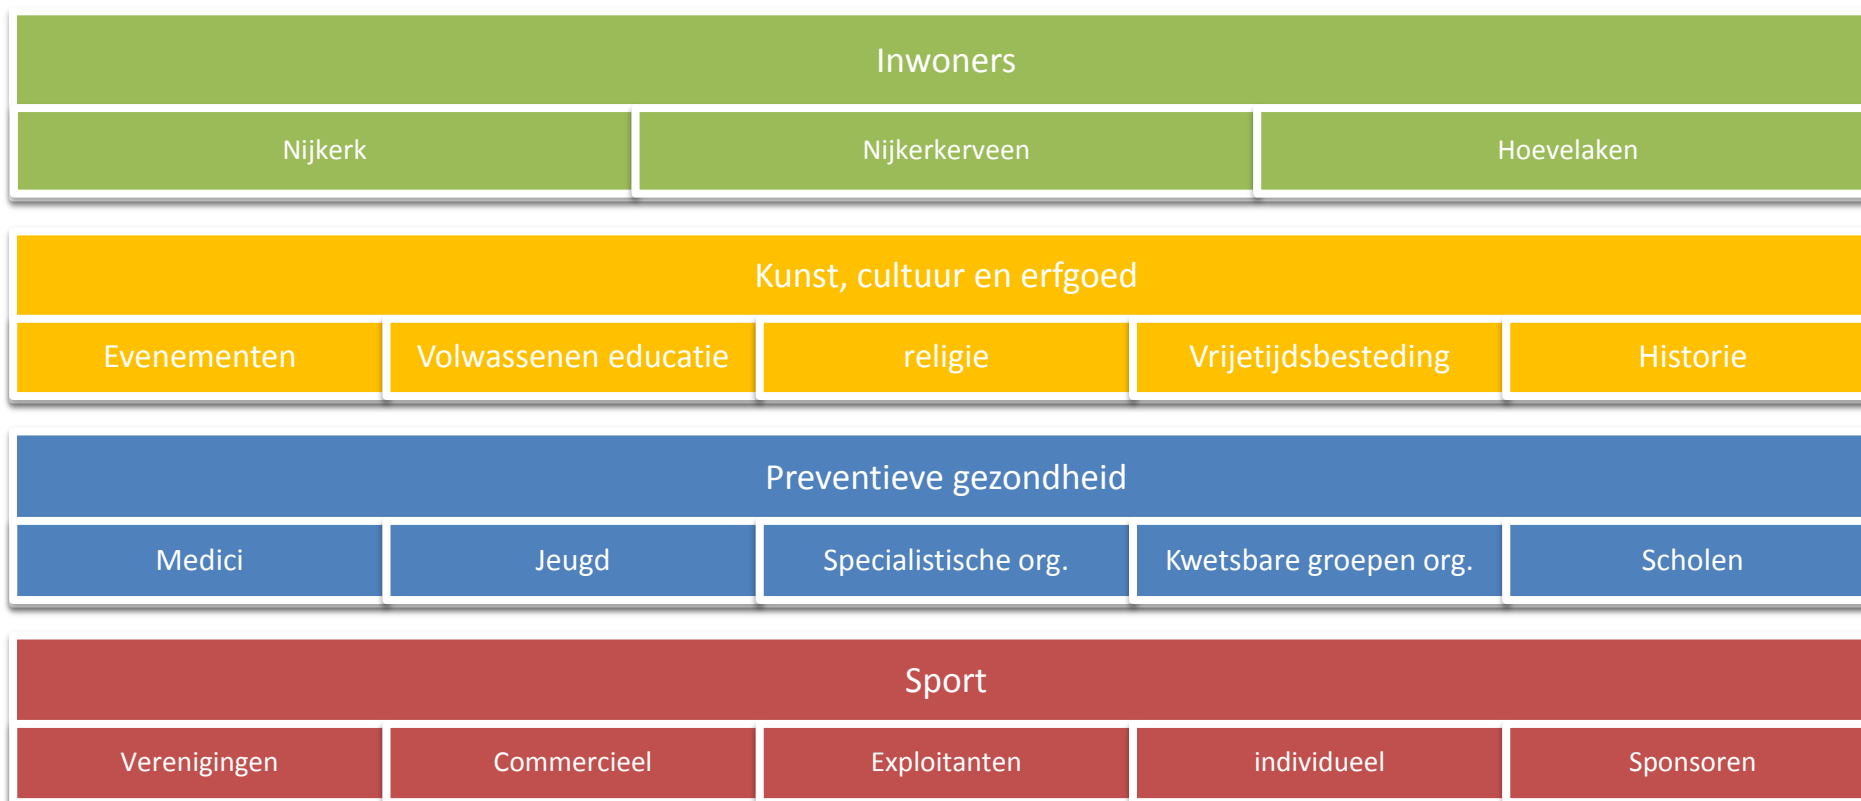 Inwoners
Nijkerk Nijkerkerveen Hoevelaken
Kunst, cultuur en erfgoed
Evenementen Volwassenen educatie religie Vrijetijdsbesteding Historie
Preventieve gezondheid
Medici Jeugd Specialistische org. Kwetsbare groepen org. Scholen
Sport
Verenigingen Commercieel Exploitanten individueel Sponsoren